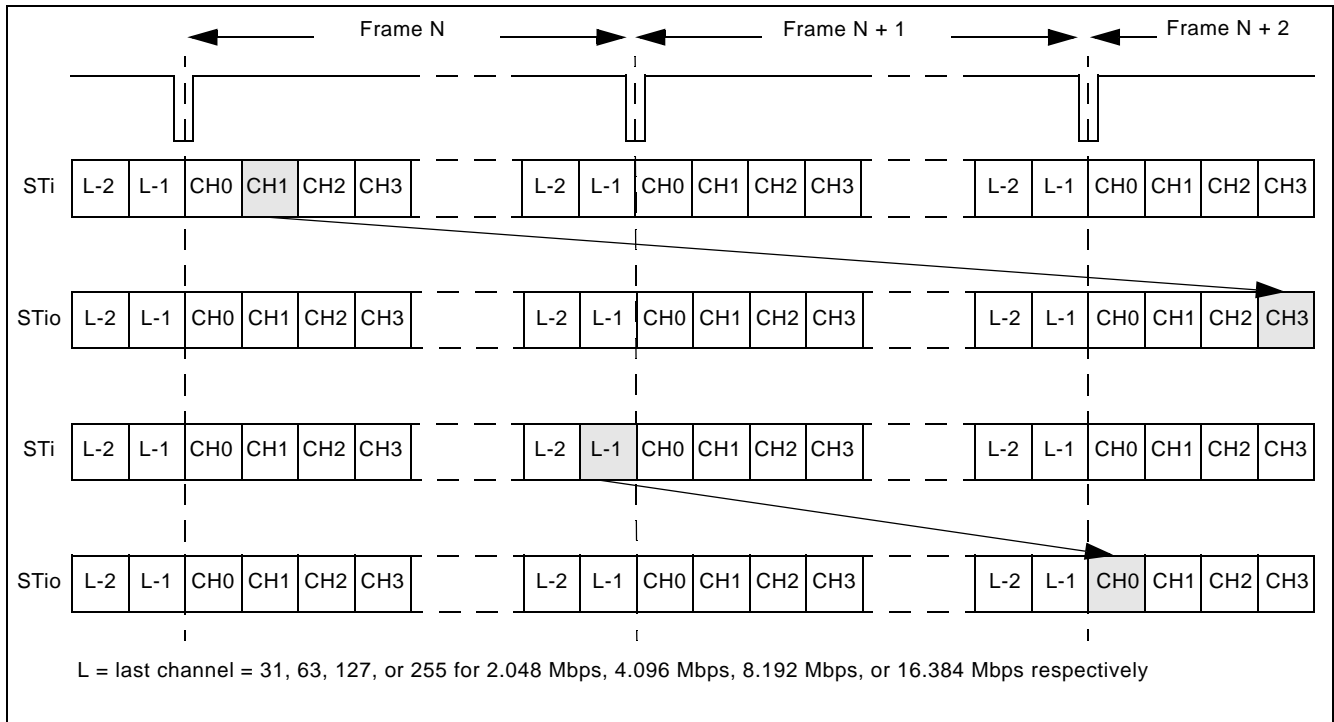 Frame N Frame N + 1 Frame N + 2
STi L-2 L-1 CH0 CH1 CH2 CH3 L-2 L-1 CH0 CH1 CH2 CH3 L-2 L-1 CH0 CH1 CH2 CH3
STio L-2 L-1 CH0 CH1 CH2 CH3 L-2 L-1 CH0 CH1 CH2 CH3 L-2 L-1 CH0 CH1 CH2 CH3
STi L-2 L-1 CH0 CH1 CH2 CH3 L-2 L-1 CH0 CH1 CH2 CH3 L-2 L-1 CH0 CH1 CH2 CH3
STio L-2 L-1 CH0 CH1 CH2 CH3 L-2 L-1 CH0 CH1 CH2 CH3 L-2 L-1 CH0 CH1 CH2 CH3
L = last channel = 31, 63, 127, or 255 for 2.048 Mbps, 4.096 Mbps, 8.192 Mbps, or 16.384 Mbps respectively